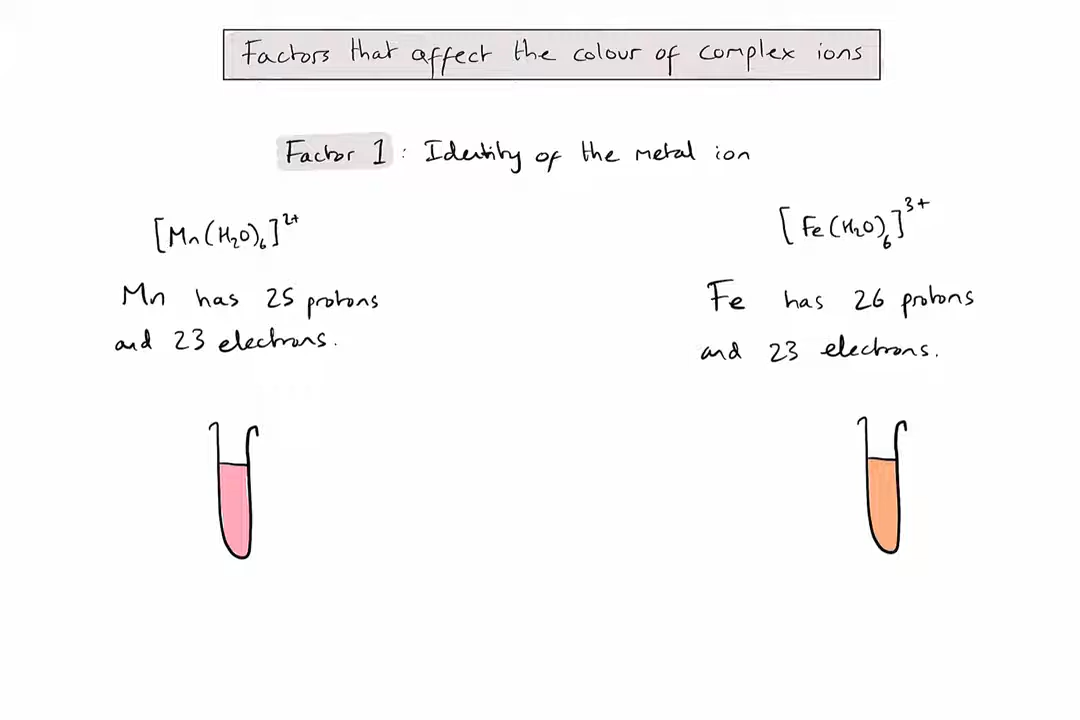 Factors that affect the colour of complex ions
Factor 1 : Identity of the metal ion
[Mn(H₂O)₆]²⁺
Mn has 25 protons
and 23 electrons.
[Fe(H₂O)₆]³⁺
Fe has 26 protons
and 23 electrons.